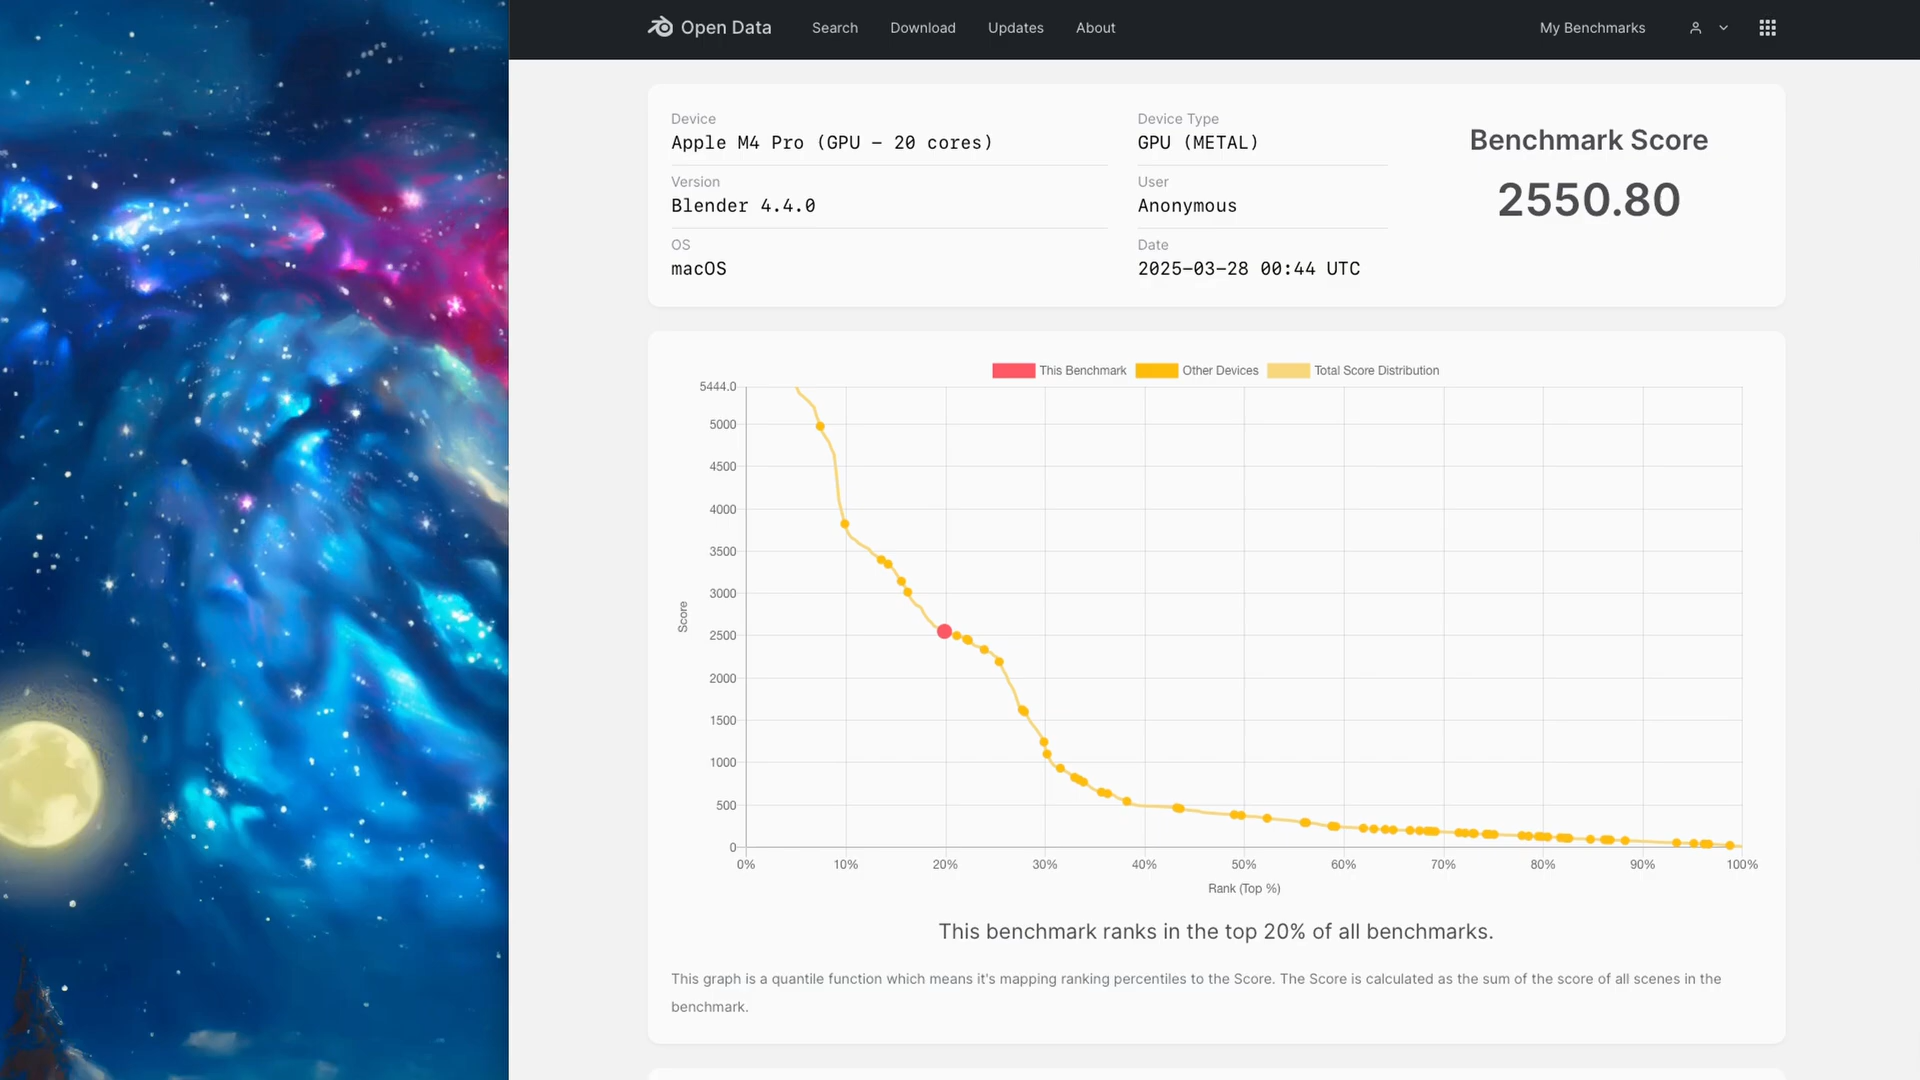 Open Data Search Download Updates About My Benchmarks
Device
Apple M4 Pro (GPU - 20 cores)
Device Type
GPU (METAL)
Version
Blender 4.4.0
User
Anonymous
OS
macOS
Date
2025-03-28 00:44 UTC
Benchmark Score
2550.80
This Benchmark Other Devices Total Score Distribution
5444.0
5000
4500
4000
3500
3000
2500
2000
1500
1000
500
0
Score
0% 10% 20% 30% 40% 50% 60% 70% 80% 90% 100%
Rank (Top %)
This benchmark ranks in the top 20% of all benchmarks.
This graph is a quantile function which means it's mapping ranking percentiles to the Score. The Score is calculated as the sum of the score of all scenes in the
benchmark.